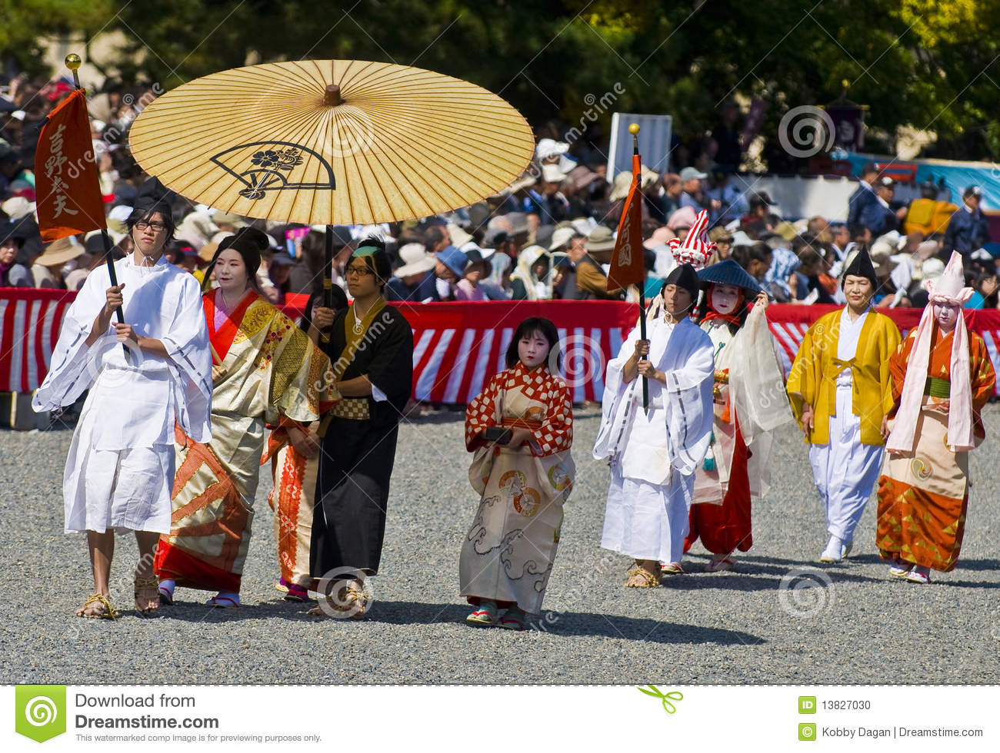 吉野太夫
Download from
Dreamstime.com
This watermarked comp image is for previewing purposes only.
ID 13827030
© Kobby Dagan | Dreamstime.com